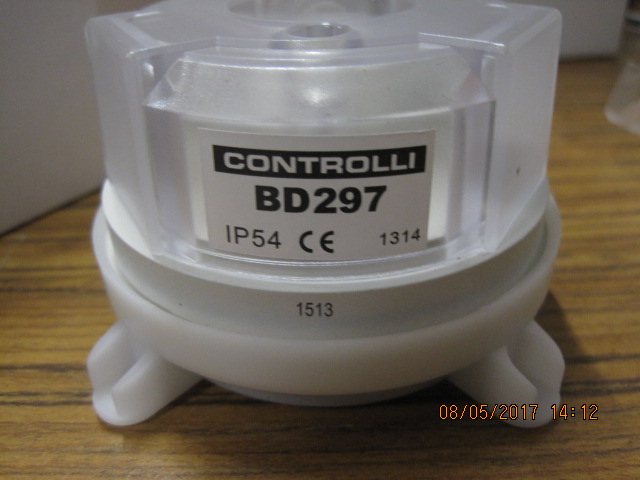 CONTROLLI
BD297
IP54 CE 1314
1513
08/05/2017 14:12